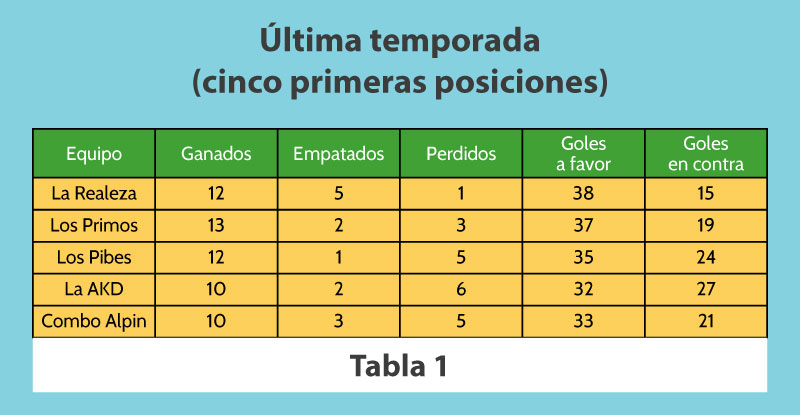 Última temporada
(cinco primeras posiciones)
Equipo Ganados Empatados Perdidos Goles a favor Goles en contra
La Realeza 12 5 1 38 15
Los Primos 13 2 3 37 19
Los Pibes 12 1 5 35 24
La AKD 10 2 6 32 27
Combo Alpin 10 3 5 33 21
Tabla 1